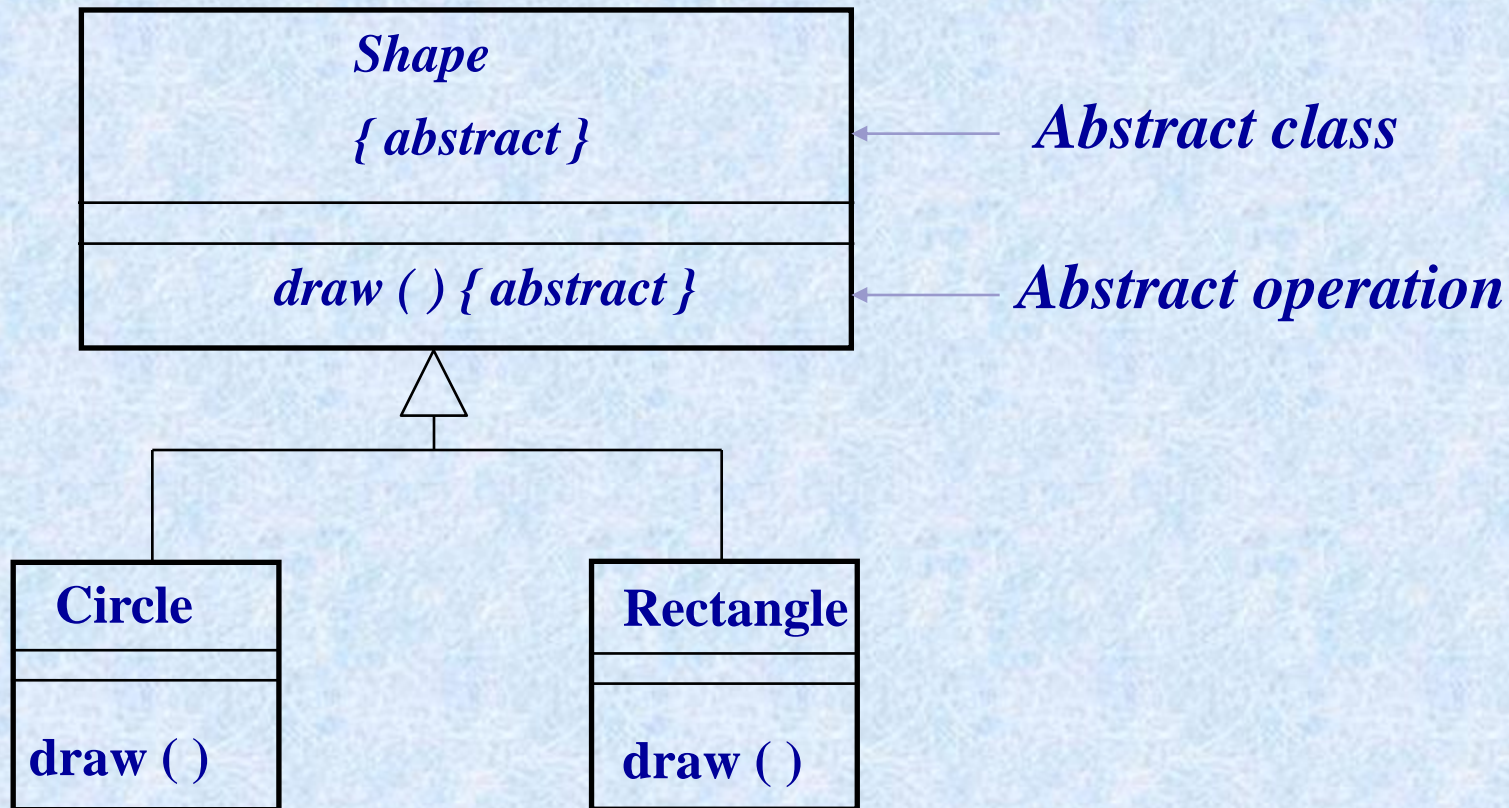 Shape
{ abstract }
Abstract class
draw ( ) { abstract }
Abstract operation
Circle
draw ( )
Rectangle
draw ( )